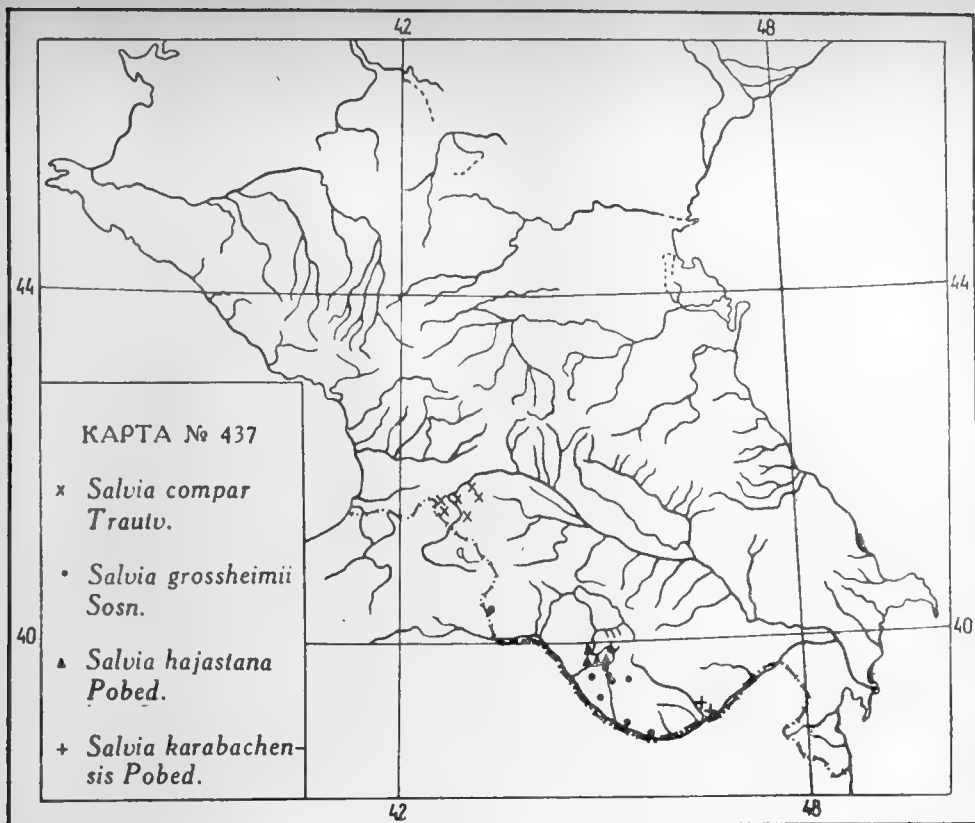 42 48
44 44
КАРТА № 437
× Salvia compar
Trautv.
• Salvia grossheimii
Sosn.
▲ Salvia hajastana
Pobed.
+ Salvia karabachen-
sis Pobed.
40 40
42 48